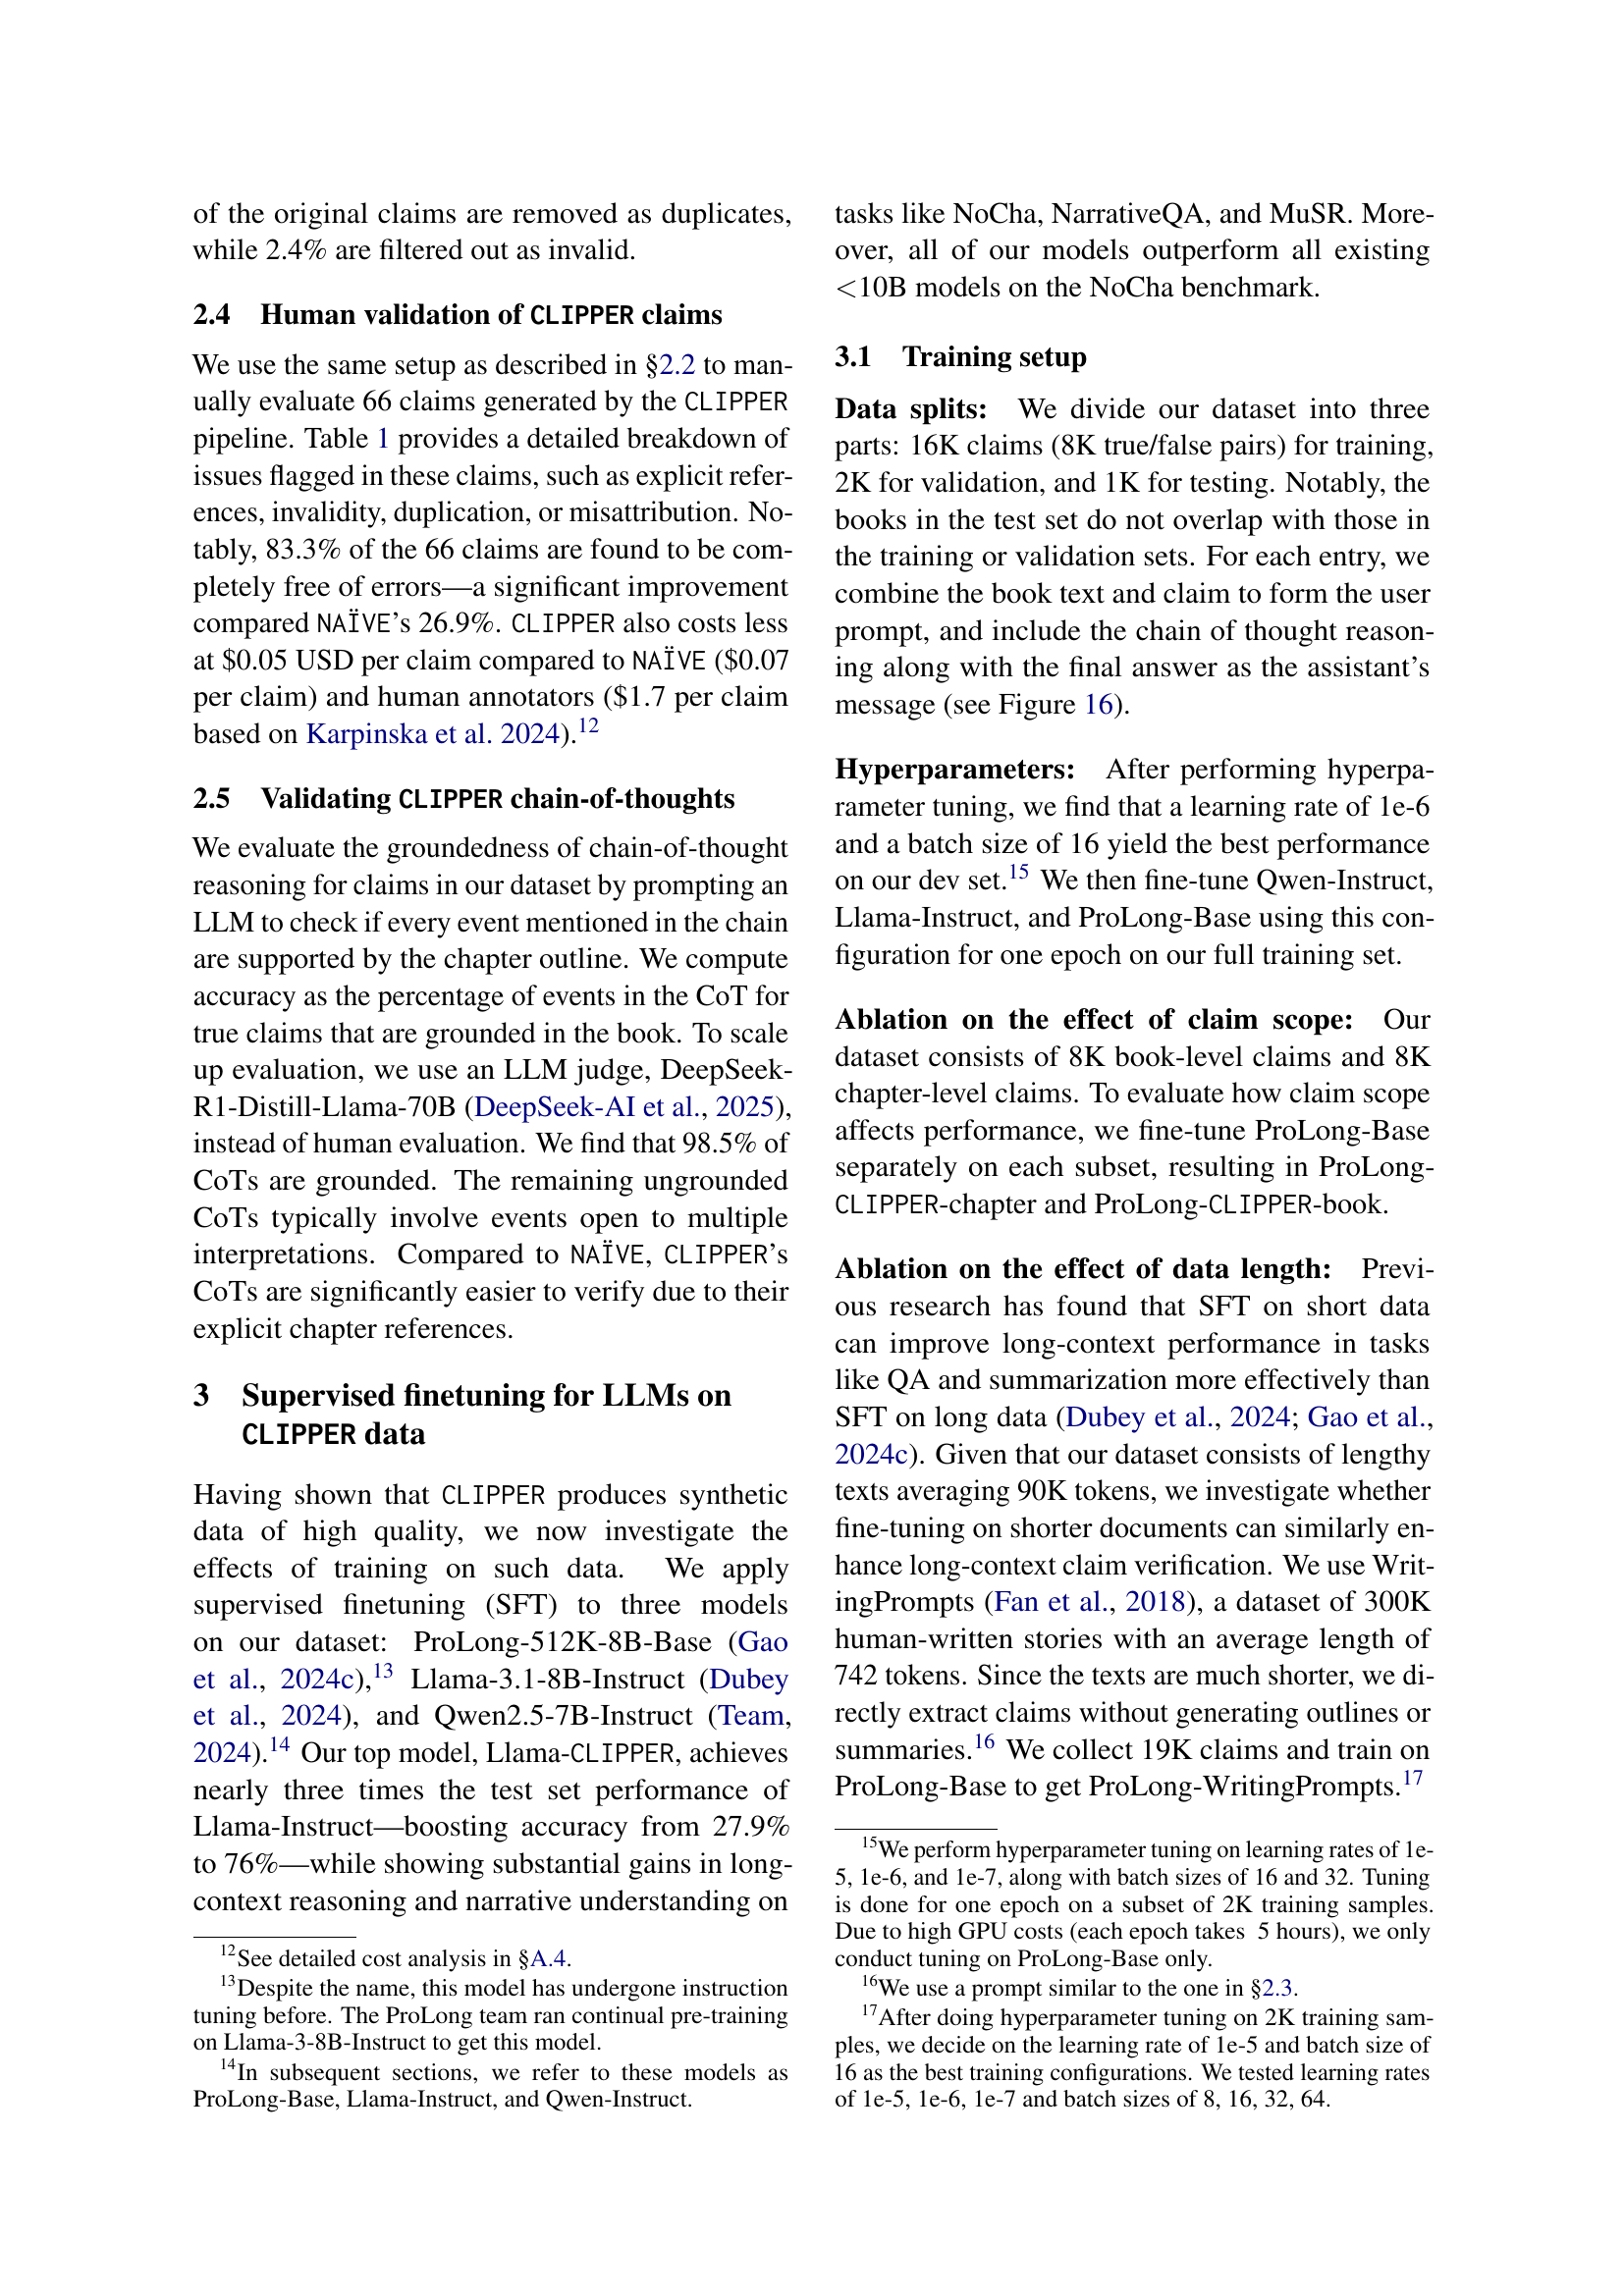 of the original claims are removed as duplicates,
while 2.4% are filtered out as invalid.
2.4 Human validation of CLIPPER claims
We use the same setup as described in §2.2 to man-
ually evaluate 66 claims generated by the CLIPPER
pipeline. Table 1 provides a detailed breakdown of
issues flagged in these claims, such as explicit refer-
ences, invalidity, duplication, or misattribution. No-
tably, 83.3% of the 66 claims are found to be com-
pletely free of errors—a significant improvement
compared NAÏVE's 26.9%. CLIPPER also costs less
at $0.05 USD per claim compared to NAÏVE ($0.07
per claim) and human annotators ($1.7 per claim
based on Karpinska et al. 2024).12
2.5 Validating CLIPPER chain-of-thoughts
We evaluate the groundedness of chain-of-thought
reasoning for claims in our dataset by prompting an
LLM to check if every event mentioned in the chain
are supported by the chapter outline. We compute
accuracy as the percentage of events in the CoT for
true claims that are grounded in the book. To scale
up evaluation, we use an LLM judge, DeepSeek-
R1-Distill-Llama-70B (DeepSeek-AI et al., 2025),
instead of human evaluation. We find that 98.5% of
CoTs are grounded. The remaining ungrounded
CoTs typically involve events open to multiple
interpretations. Compared to NAÏVE, CLIPPER's
CoTs are significantly easier to verify due to their
explicit chapter references.
3 Supervised finetuning for LLMs on
CLIPPER data
Having shown that CLIPPER produces synthetic
data of high quality, we now investigate the
effects of training on such data. We apply
supervised finetuning (SFT) to three models
on our dataset: ProLong-512K-8B-Base (Gao
et al., 2024c),13 Llama-3.1-8B-Instruct (Dubey
et al., 2024), and Qwen2.5-7B-Instruct (Team,
2024).14 Our top model, Llama-CLIPPER, achieves
nearly three times the test set performance of
Llama-Instruct—boosting accuracy from 27.9%
to 76%—while showing substantial gains in long-
context reasoning and narrative understanding on
12See detailed cost analysis in §A.4.
13Despite the name, this model has undergone instruction
tuning before. The ProLong team ran continual pre-training
on Llama-3-8B-Instruct to get this model.
14In subsequent sections, we refer to these models as
ProLong-Base, Llama-Instruct, and Qwen-Instruct.
tasks like NoCha, NarrativeQA, and MuSR. More-
over, all of our models outperform all existing
<10B models on the NoCha benchmark.
3.1 Training setup
Data splits: We divide our dataset into three
parts: 16K claims (8K true/false pairs) for training,
2K for validation, and 1K for testing. Notably, the
books in the test set do not overlap with those in
the training or validation sets. For each entry, we
combine the book text and claim to form the user
prompt, and include the chain of thought reason-
ing along with the final answer as the assistant's
message (see Figure 16).
Hyperparameters: After performing hyperpa-
rameter tuning, we find that a learning rate of 1e-6
and a batch size of 16 yield the best performance
on our dev set.15 We then fine-tune Qwen-Instruct,
Llama-Instruct, and ProLong-Base using this con-
figuration for one epoch on our full training set.
Ablation on the effect of claim scope: Our
dataset consists of 8K book-level claims and 8K
chapter-level claims. To evaluate how claim scope
affects performance, we fine-tune ProLong-Base
separately on each subset, resulting in ProLong-
CLIPPER-chapter and ProLong-CLIPPER-book.
Ablation on the effect of data length: Previ-
ous research has found that SFT on short data
can improve long-context performance in tasks
like QA and summarization more effectively than
SFT on long data (Dubey et al., 2024; Gao et al.,
2024c). Given that our dataset consists of lengthy
texts averaging 90K tokens, we investigate whether
fine-tuning on shorter documents can similarly en-
hance long-context claim verification. We use Writ-
ingPrompts (Fan et al., 2018), a dataset of 300K
human-written stories with an average length of
742 tokens. Since the texts are much shorter, we di-
rectly extract claims without generating outlines or
summaries.16 We collect 19K claims and train on
ProLong-Base to get ProLong-WritingPrompts.17
15We perform hyperparameter tuning on learning rates of 1e-
5, 1e-6, and 1e-7, along with batch sizes of 16 and 32. Tuning
is done for one epoch on a subset of 2K training samples.
Due to high GPU costs (each epoch takes 5 hours), we only
conduct tuning on ProLong-Base only.
16We use a prompt similar to the one in §2.3.
17After doing hyperparameter tuning on 2K training sam-
ples, we decide on the learning rate of 1e-5 and batch size of
16 as the best training configurations. We tested learning rates
of 1e-5, 1e-6, 1e-7 and batch sizes of 8, 16, 32, 64.